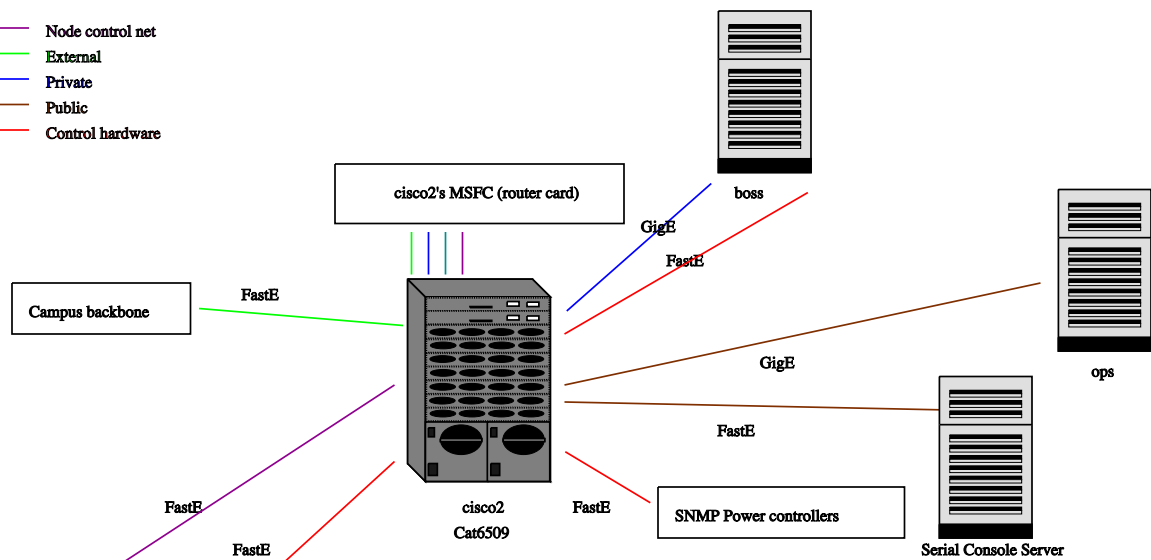 Node control net
External
Private
Public
Control hardware
cisco2's MSFC (router card)
boss
GigE
FastE
ops
Campus backbone
FastE
GigE
FastE
cisco2
Cat6509
FastE
SNMP Power controllers
Serial Console Server
FastE
FastE